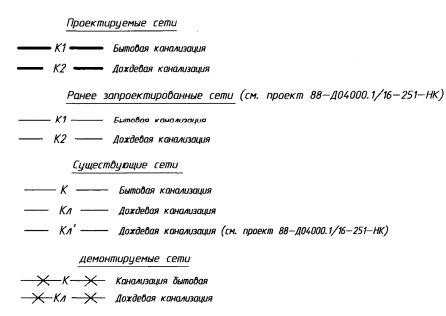 Проектируемые сети
К1 Бытовая канализация
К2 Дождевая канализация
Ранее запроектированные сети (см. проект 88-Д04000.1/16-251-НК)
К1 Бытовая канализация
К2 Дождевая канализация
Существующие сети
К Бытовая канализация
Кл Дождевая канализация
Кл' Дождевая канализация (см. проект 88-Д04000.1/16-251-НК)
демонтируемые сети
К Канализация бытовая
Кл Дождевая канализация